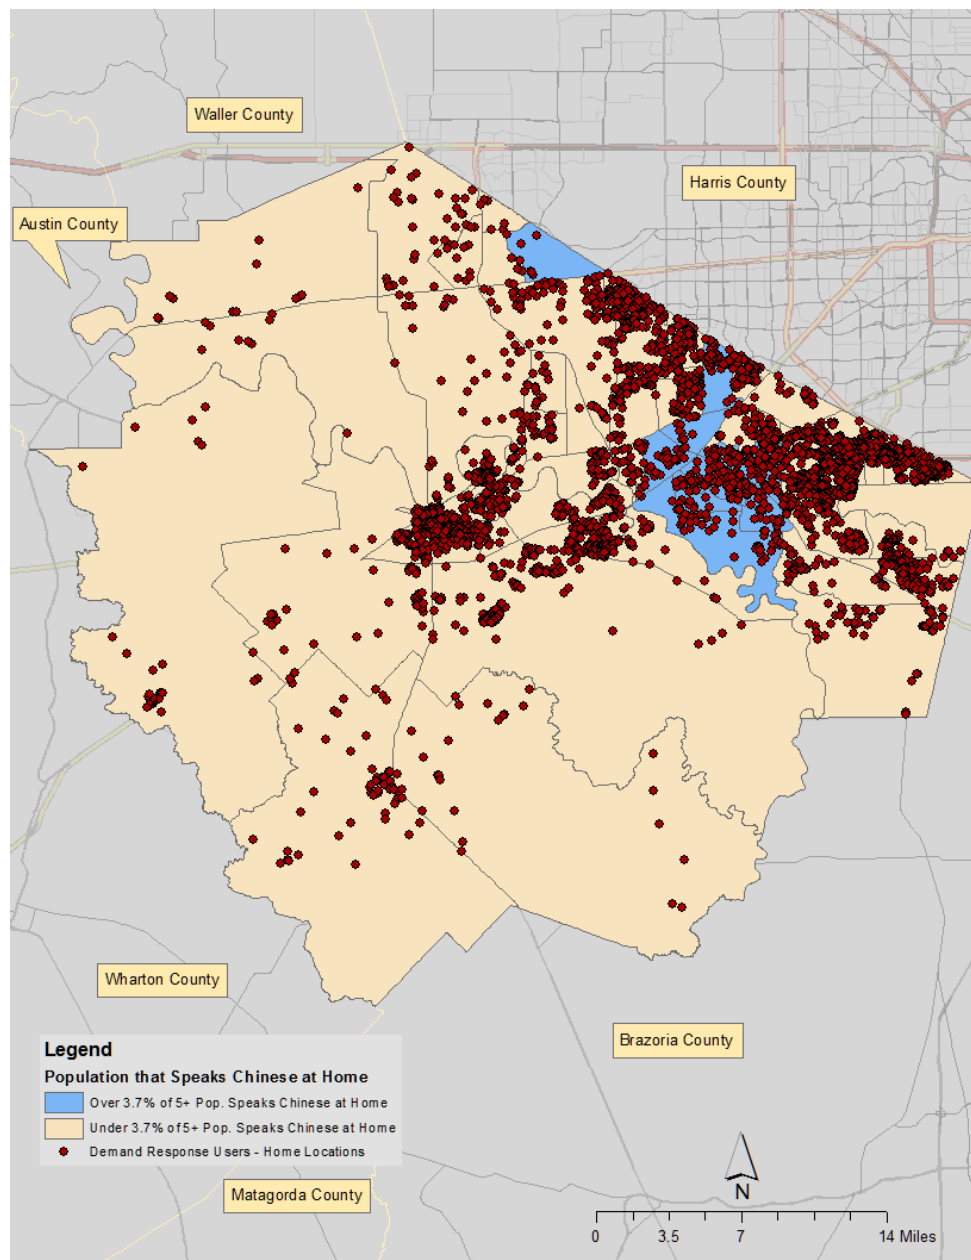 Waller County
Harris County
Austin County
Wharton County
Brazoria County
Legend
Population that Speaks Chinese at Home
Over 3.7% of 5+ Pop. Speaks Chinese at Home
Under 3.7% of 5+ Pop. Speaks Chinese at Home
Demand Response Users - Home Locations
Matagorda County
N
0 3.5 7 14 Miles